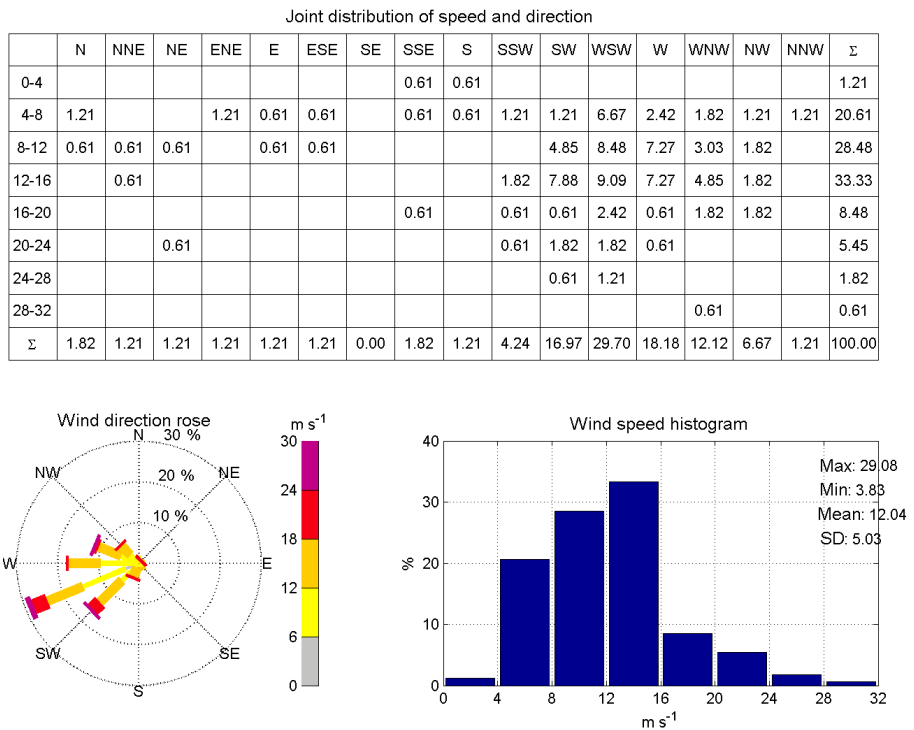 Joint distribution of speed and direction
N NNE NE ENE E ESE SE SSE S SSW SW WSW W WNW NW NNW Σ
0-4 0.61 0.61 1.21
4-8 1.21 1.21 0.61 0.61 0.61 0.61 1.21 1.21 6.67 2.42 1.82 1.21 1.21 20.61
8-12 0.61 0.61 0.61 0.61 0.61 4.85 8.48 7.27 3.03 1.82 28.48
12-16 0.61 1.82 7.88 9.09 7.27 4.85 1.82 33.33
16-20 0.61 0.61 0.61 2.42 0.61 1.82 1.82 8.48
20-24 0.61 0.61 1.82 1.82 0.61 5.45
24-28 0.61 1.21 1.82
28-32 0.61 0.61
Σ 1.82 1.21 1.21 1.21 1.21 1.21 0.00 1.82 1.21 4.24 16.97 29.70 18.18 12.12 6.67 1.21 100.00
Wind direction rose
N 30 %
NW 20 % NE
10 %
W E
SW SE
S
m s⁻¹
30
24
18
12
6
0
Wind speed histogram
40
30
20
10
0
%
Max: 29.08
Min: 3.83
Mean: 12.04
SD: 5.03
0 4 8 12 16 20 24 28 32
m s⁻¹